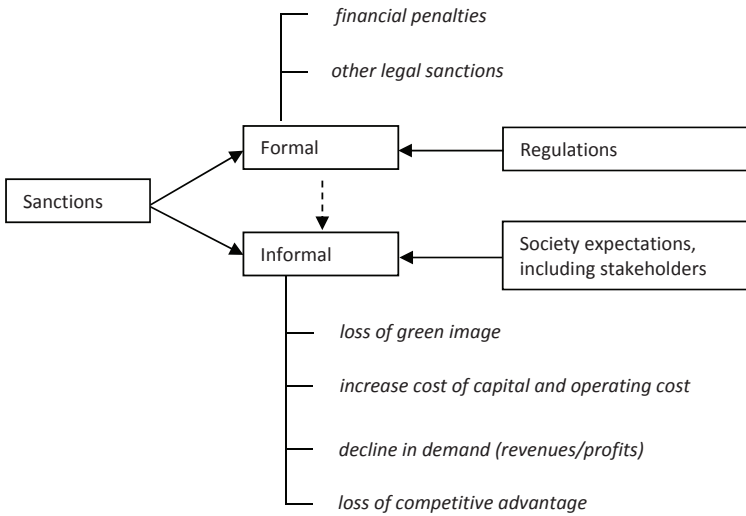 financial penalties
other legal sanctions
Formal
Regulations
Sanctions
Informal
Society expectations,
including stakeholders
loss of green image
increase cost of capital and operating cost
decline in demand (revenues/profits)
loss of competitive advantage